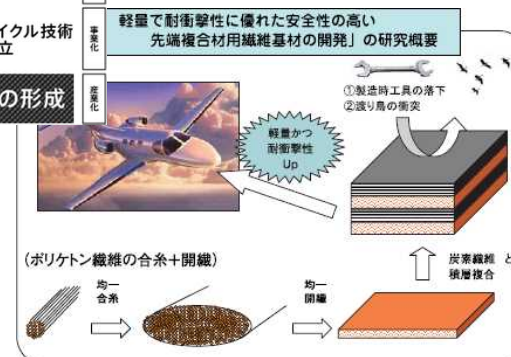 イクル技術
立
の形成
事業化
産業化
軽量で耐衝撃性に優れた安全性の高い
先端複合材用繊維基材の開発」の研究概要
①製造時工具の落下
②渡り鳥の衝突
軽量かつ
耐衝撃性
Up
(ポリケトン繊維の合糸+開繊)
炭素繊維 と
積層複合
均一
合糸
均一
開繊